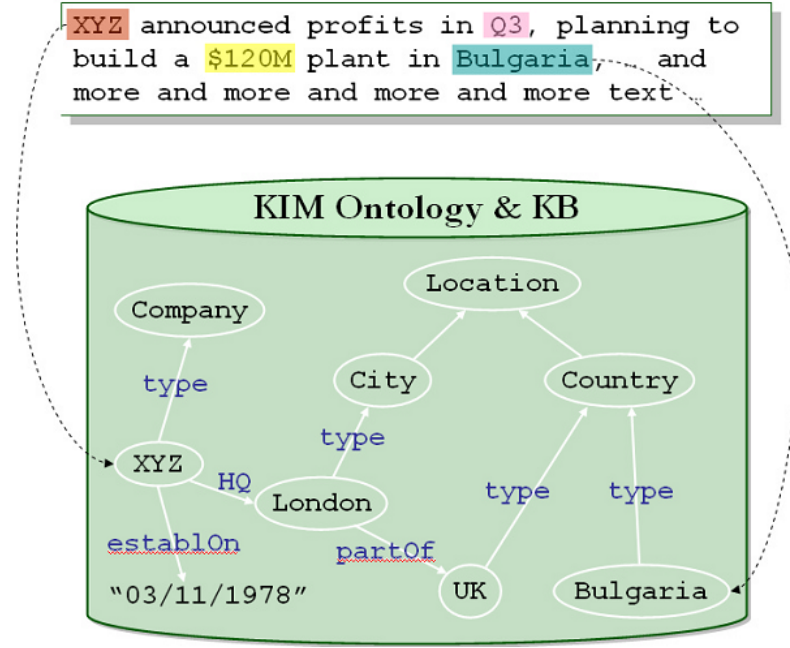 XYZ announced profits in Q3, planning to
build a $120M plant in Bulgaria, . . and
more and more and more and more text . .
KIM Ontology & KB
Location
Company
City
Country
type
type
XYZ
HQ
type
type
London
establOn
partOf
"03/11/1978"
UK
Bulgaria